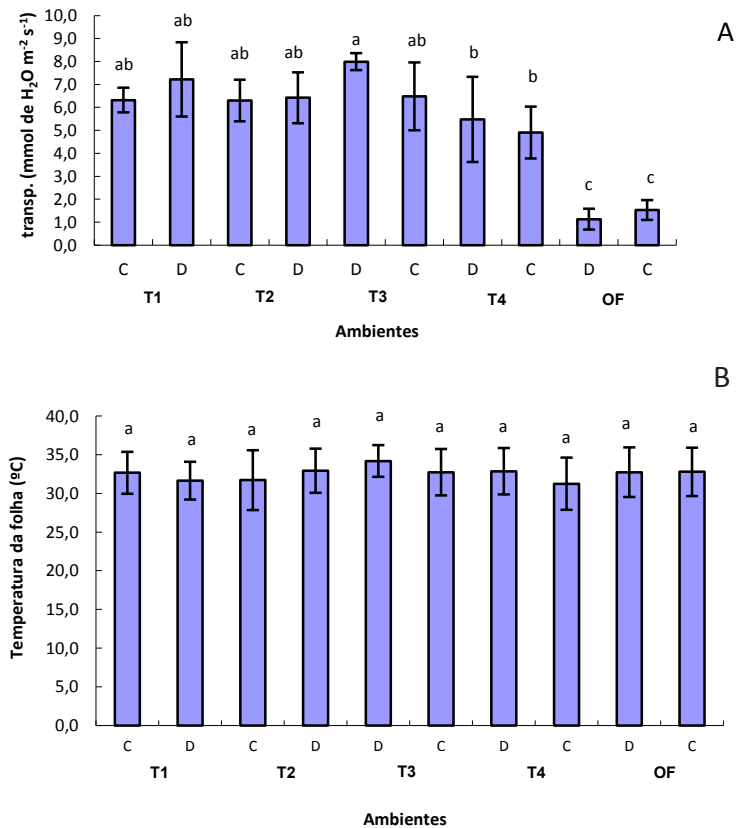 A
transp. (mmol de H₂O m⁻² s⁻¹)
10,0
9,0
8,0
7,0
6,0
5,0
4,0
3,0
2,0
1,0
0,0
ab ab ab ab a ab b b c c
C D C D D C D C D C
T1 T2 T3 T4 OF
Ambientes
B
Temperatura da folha (ºC)
40,0
35,0
30,0
25,0
20,0
15,0
10,0
5,0
0,0
a a a a a a a a a a
C D C D D C D C D C
T1 T2 T3 T4 OF
Ambientes